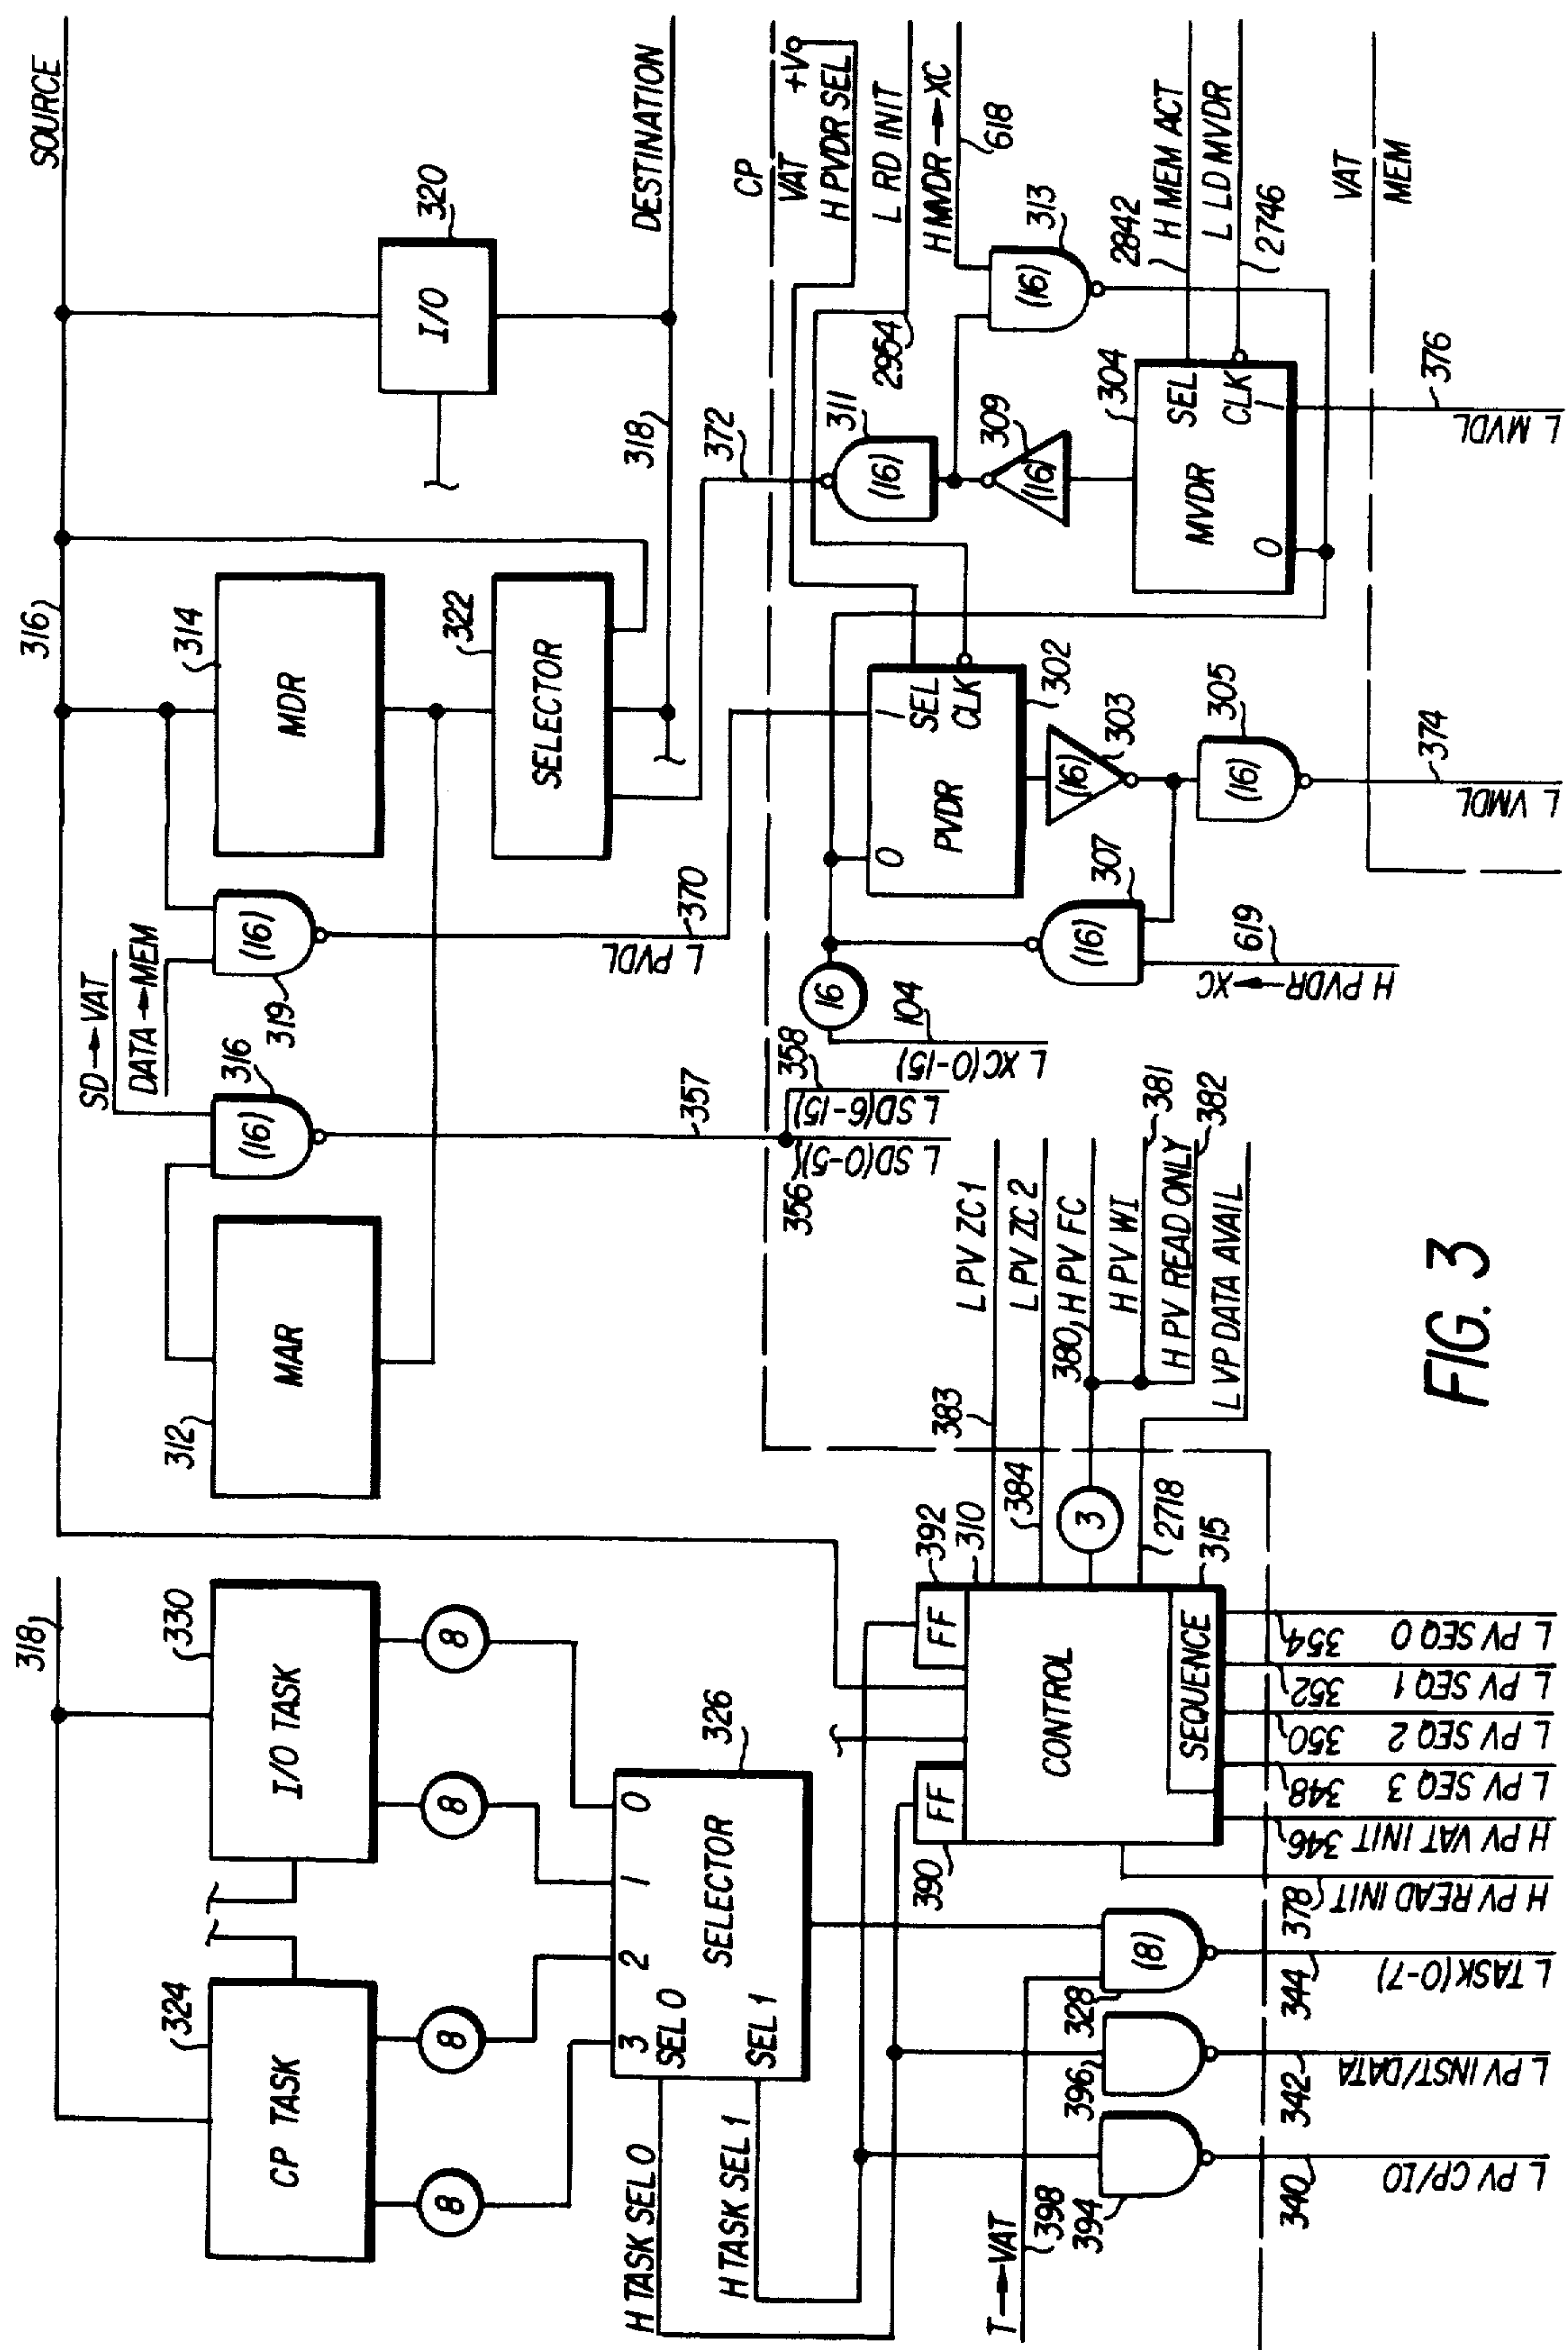 318
324
CP TASK
330
I/O TASK
8
8
8
8
3
2
1
0
SEL 0
SEL 1
SELECTOR
326
H TASK SEL 0
H TASK SEL 1
T→VAT
398
394
396
328
(8)
390
FF
392
FF
310
CONTROL
SEQUENCE
315
2718
3
383
384
380
381
382
L PV ZC 1
L PV ZC 2
H PV FC
H PV WI
H PV READ ONLY
L VP DATA AVAIL
340
L PV CP/IO
342
L PV INST/DATA
344
L TASK (0-7)
378
H PV READ INIT
346
H PV VAT INIT
348
L PV SEQ 3
350
L PV SEQ 2
352
L PV SEQ 1
354
L PV SEQ 0
316
SOURCE
312
MAR
SD→VAT
316
(16)
DATA→MEM
319
(16)
314
MDR
322
SELECTOR
320
I/O
318
DESTINATION
357
370
L PVDL
372
356
L SD(0-5)
358
L SD(6-15)
CP
VAT
+V
H PVDR SEL
L RD INIT
2954
H MVDR→XC
618
104
L XC(0-15)
16
0
1
SEL
CLK
PVDR
302
(16)
303
(16)
305
(16)
307
619
H PVDR→XC
374
L VMDL
311
(16)
309
(16)
313
(16)
304
SEL
CLK
MVDR
0
1
2842
H MEM ACT
L LD MVDR
2746
376
L MVDL
VAT
MEM
FIG. 3